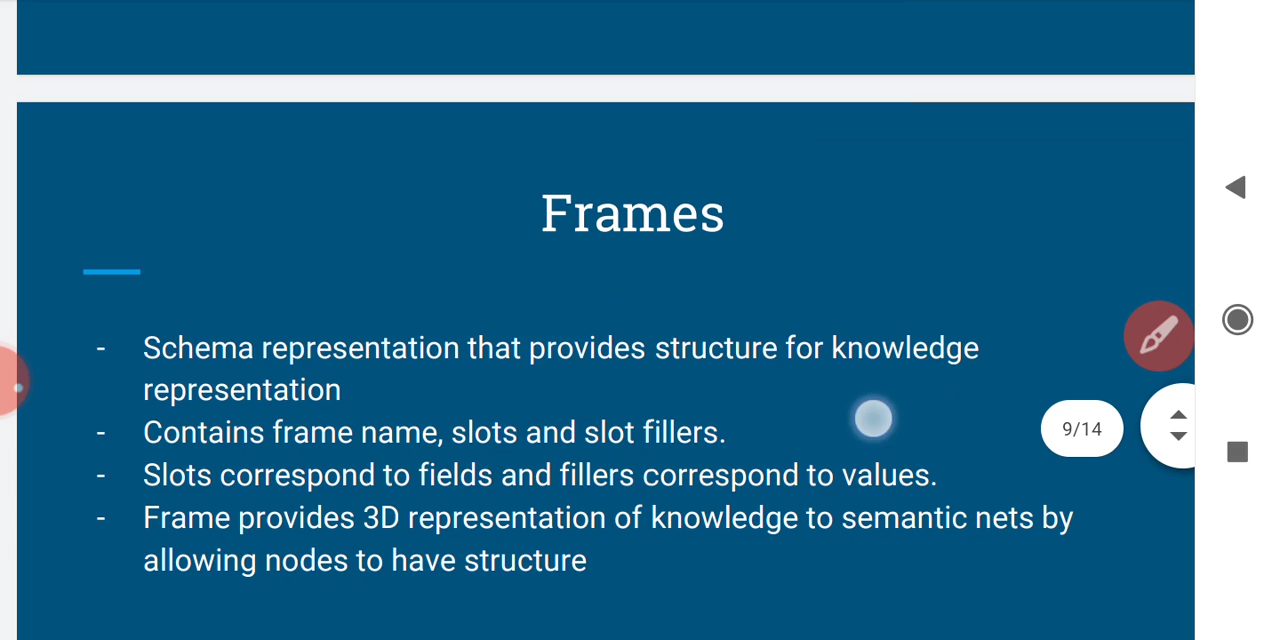 Frames
- Schema representation that provides structure for knowledge
representation
- Contains frame name, slots and slot fillers.
- Slots correspond to fields and fillers correspond to values.
- Frame provides 3D representation of knowledge to semantic nets by
allowing nodes to have structure
9/14